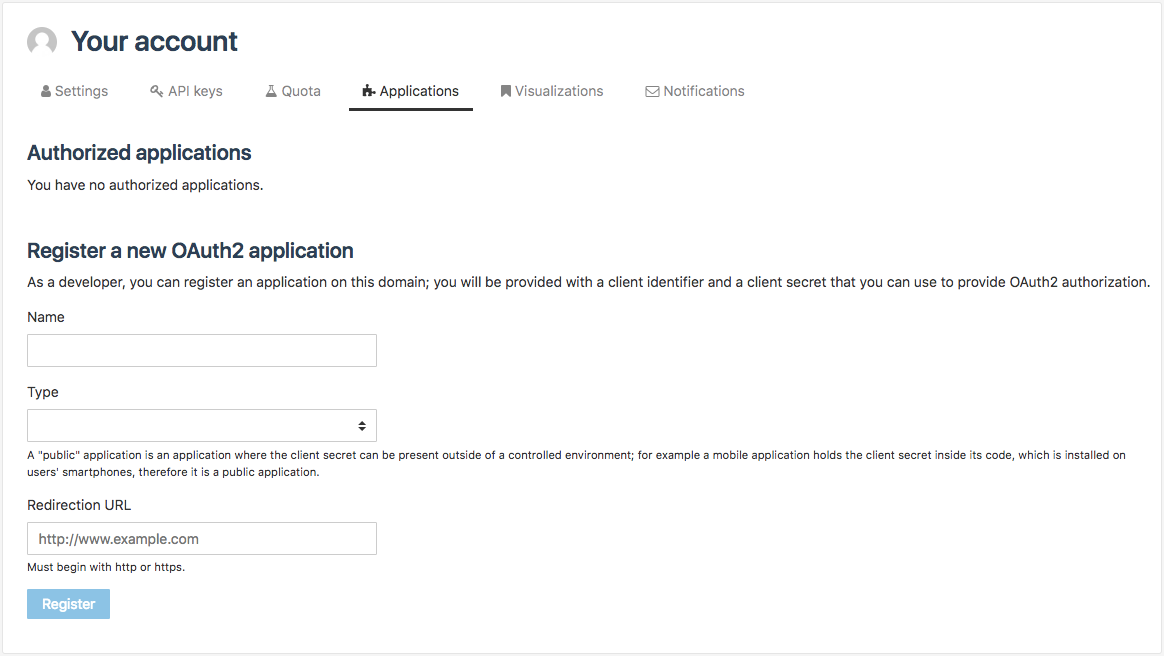 Your account
Settings API keys Quota Applications Visualizations Notifications
Authorized applications
You have no authorized applications.
Register a new OAuth2 application
As a developer, you can register an application on this domain; you will be provided with a client identifier and a client secret that you can use to provide OAuth2 authorization.
Name
Type
A "public" application is an application where the client secret can be present outside of a controlled environment; for example a mobile application holds the client secret inside its code, which is installed on
users' smartphones, therefore it is a public application.
Redirection URL
http://www.example.com
Must begin with http or https.
Register